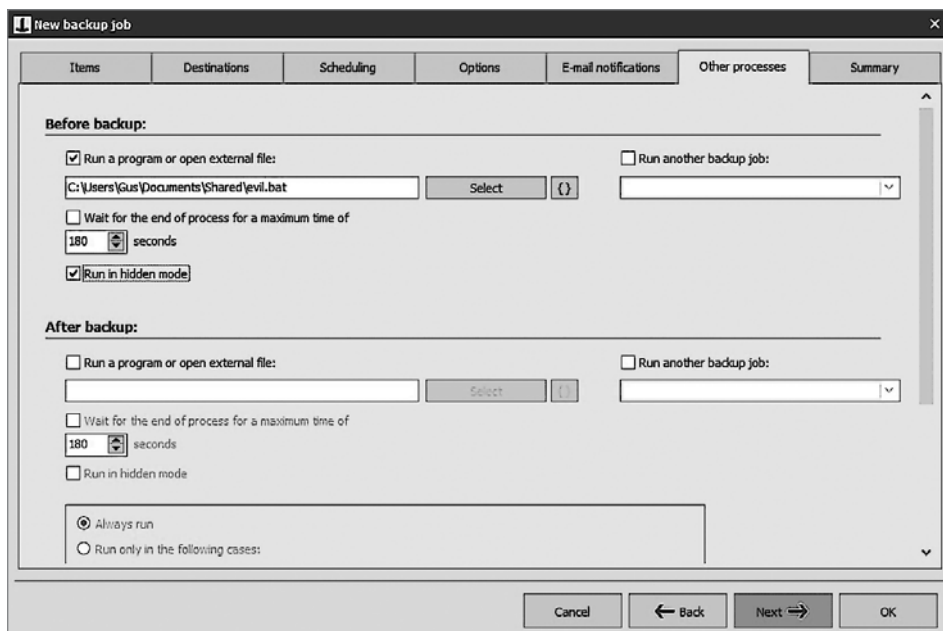 New backup job
Items Destinations Scheduling Options E-mail notifications Other processes Summary
Before backup:
Run a program or open external file: Run another backup job:
C:\Users\Gus\Documents\Shared\evil.bat Select {}
Wait for the end of process for a maximum time of
180 seconds
Run in hidden mode
After backup:
Run a program or open external file: Run another backup job:
Select {}
Wait for the end of process for a maximum time of
180 seconds
Run in hidden mode
Always run
Run only in the following cases:
Cancel Back Next OK